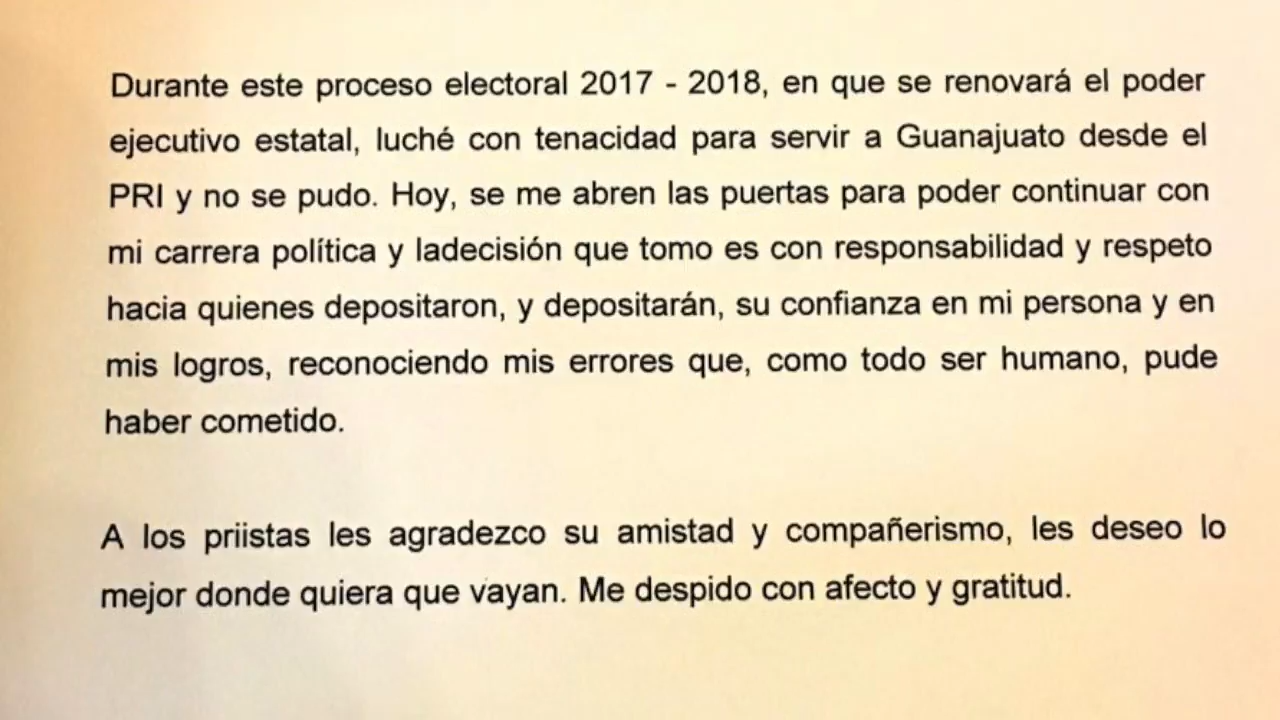 Durante este proceso electoral 2017 - 2018, en que se renovará el poder
ejecutivo estatal, luché con tenacidad para servir a Guanajuato desde el
PRI y no se pudo. Hoy, se me abren las puertas para poder continuar con
mi carrera política y ladecisión que tomo es con responsabilidad y respeto
hacia quienes depositaron, y depositarán, su confianza en mi persona y en
mis logros, reconociendo mis errores que, como todo ser humano, pude
haber cometido.
A los priistas les agradezco su amistad y compañerismo, les deseo lo
mejor donde quiera que vayan. Me despido con afecto y gratitud.